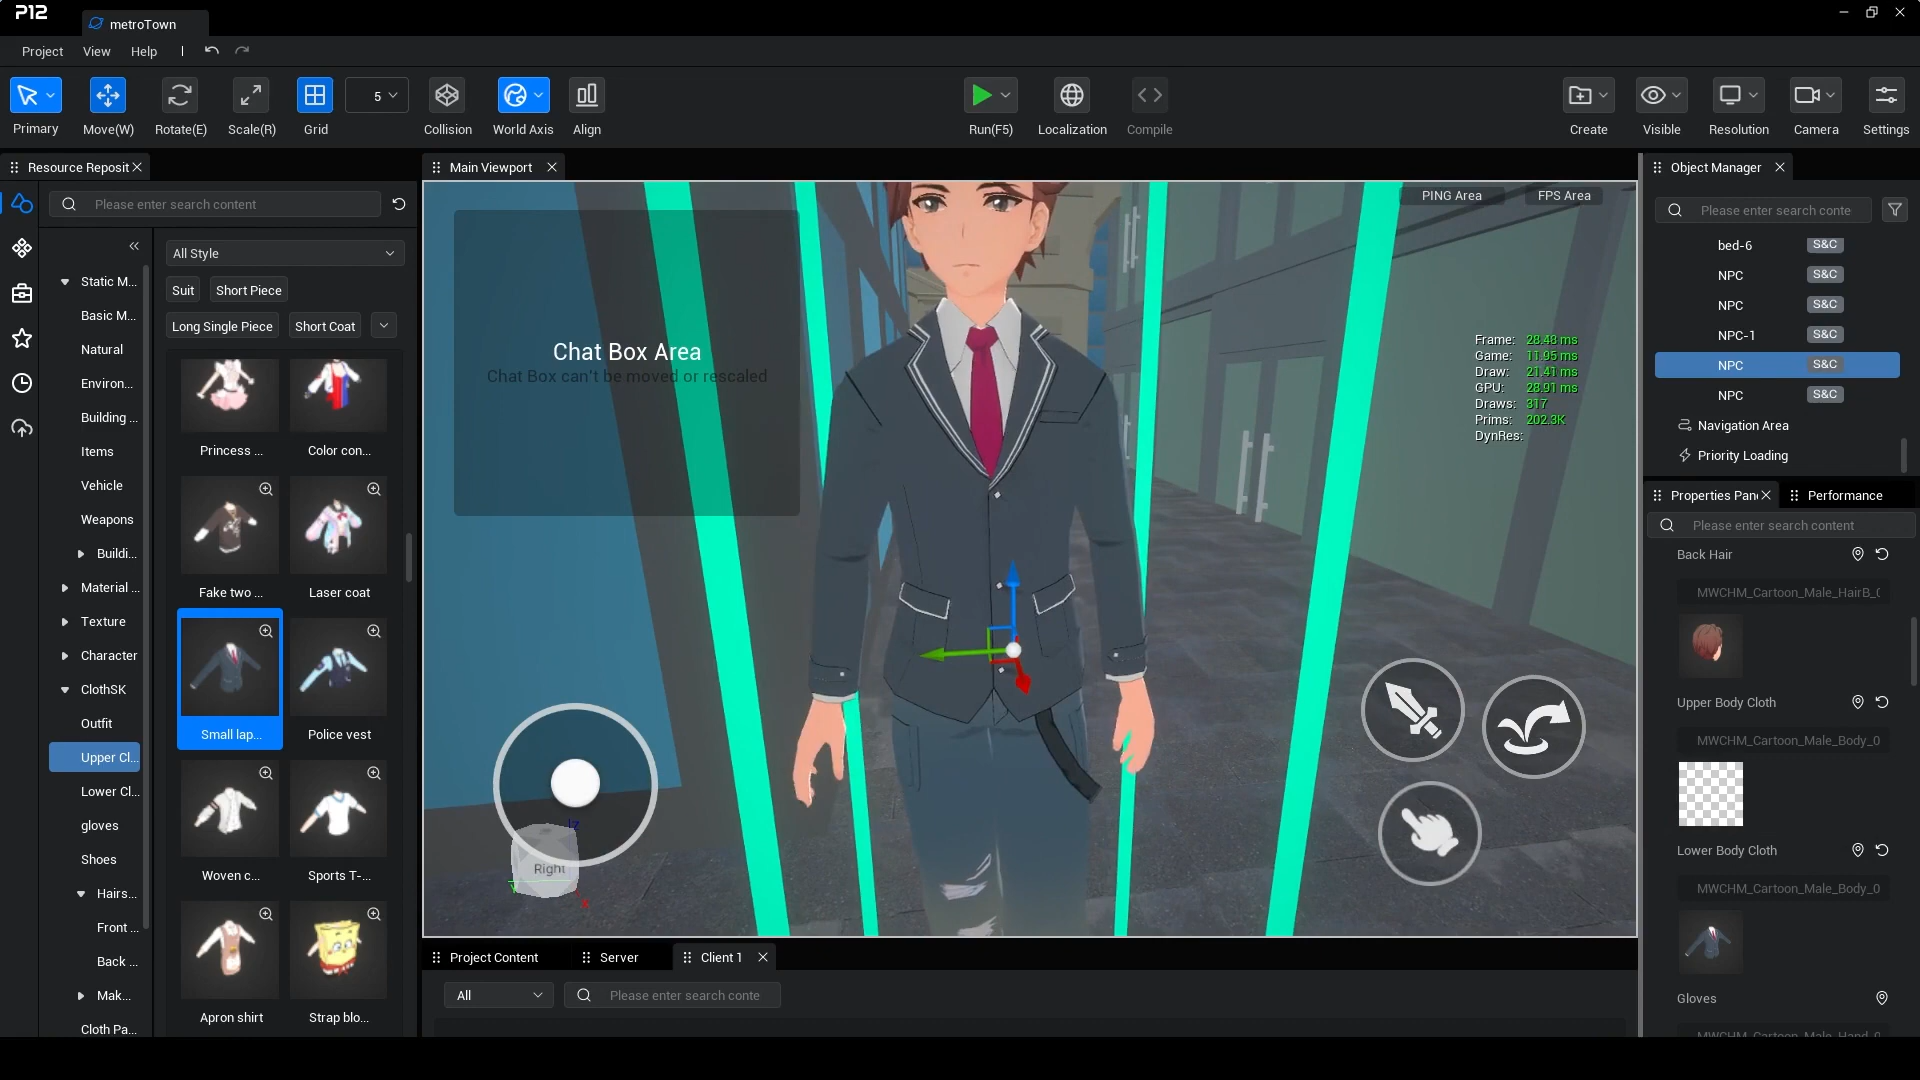 P12
metroTown
Project View Help
Primary Move(W) Rotate(E) Scale(R) Grid 5 Collision World Axis Align Run(F5) Localization Compile Create Visible Resolution Camera Settings
Resource Reposit
Please enter search content
All Style
Suit Short Piece
Long Single Piece Short Coat
Static M...
Basic M...
Natural
Environ...
Building ...
Items
Vehicle
Weapons
Buildi...
Material ...
Texture
Character
ClothSK
Outfit
Upper Cl...
Lower Cl...
gloves
Shoes
Hairs...
Front ...
Back ...
Mak...
Cloth Pa...
Princess ... Color con...
Fake two ... Laser coat
Small lap... Police vest
Woven c... Sports T-...
Apron shirt Strap blo...
Main Viewport
PING Area FPS Area
Chat Box Area
Chat Box can't be moved or rescaled
Frame: 28.48 ms
Game: 11.95 ms
Draw: 21.41 ms
GPU: 28.91 ms
Draws: 317
Prims: 202.3K
DynRes:
z
Right
Y
X
Project Content Server Client 1
All Please enter search conte
Object Manager
Please enter search conte
bed-6 S&C
NPC S&C
NPC S&C
NPC-1 S&C
NPC S&C
NPC S&C
Navigation Area
Priority Loading
Properties Pan Performance
Please enter search content
Back Hair
MWCHM_Cartoon_Male_HairB_0
Upper Body Cloth
MWCHM_Cartoon_Male_Body_0
Lower Body Cloth
MWCHM_Cartoon_Male_Body_0
Gloves
MWCHM_Cartoon_Male_Hand_0